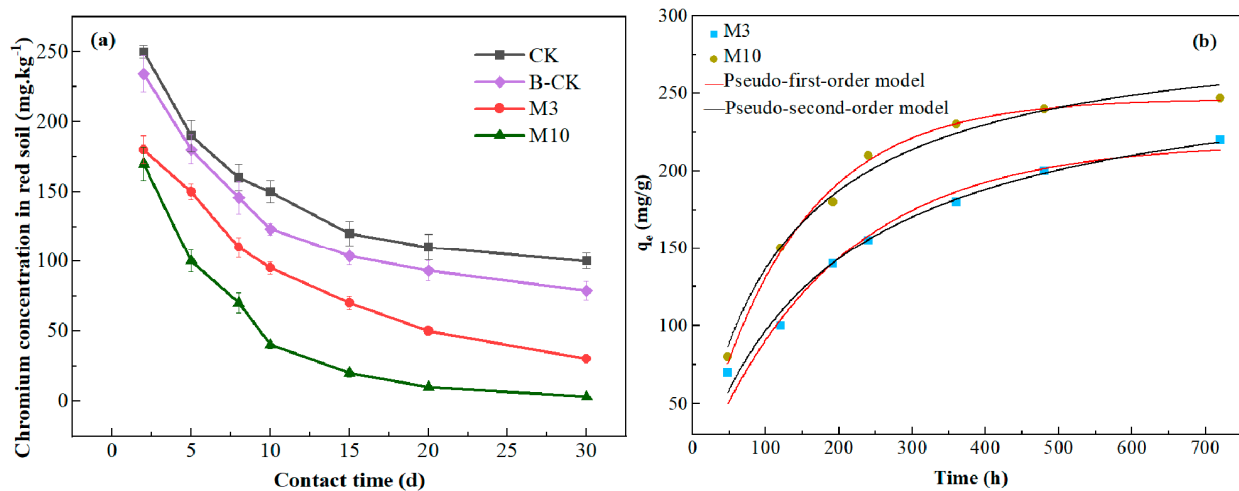 (a)
CK
B-CK
M3
M10
Chromium concentration in red soil (mg.kg⁻¹)
250
200
150
100
50
0
0 5 10 15 20 25 30
Contact time (d)
(b)
M3
M10
Pseudo-first-order model
Pseudo-second-order model
qₑ (mg/g)
300
250
200
150
100
50
0 100 200 300 400 500 600 700
Time (h)